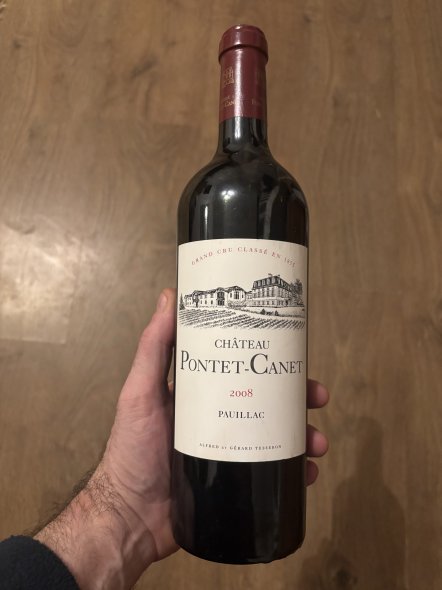 GRAND CRU CLASSÉ EN 1855
CHÂTEAU
PONTET-CANET
2008
PAUILLAC
ALFRED ET GÉRARD TESSERON